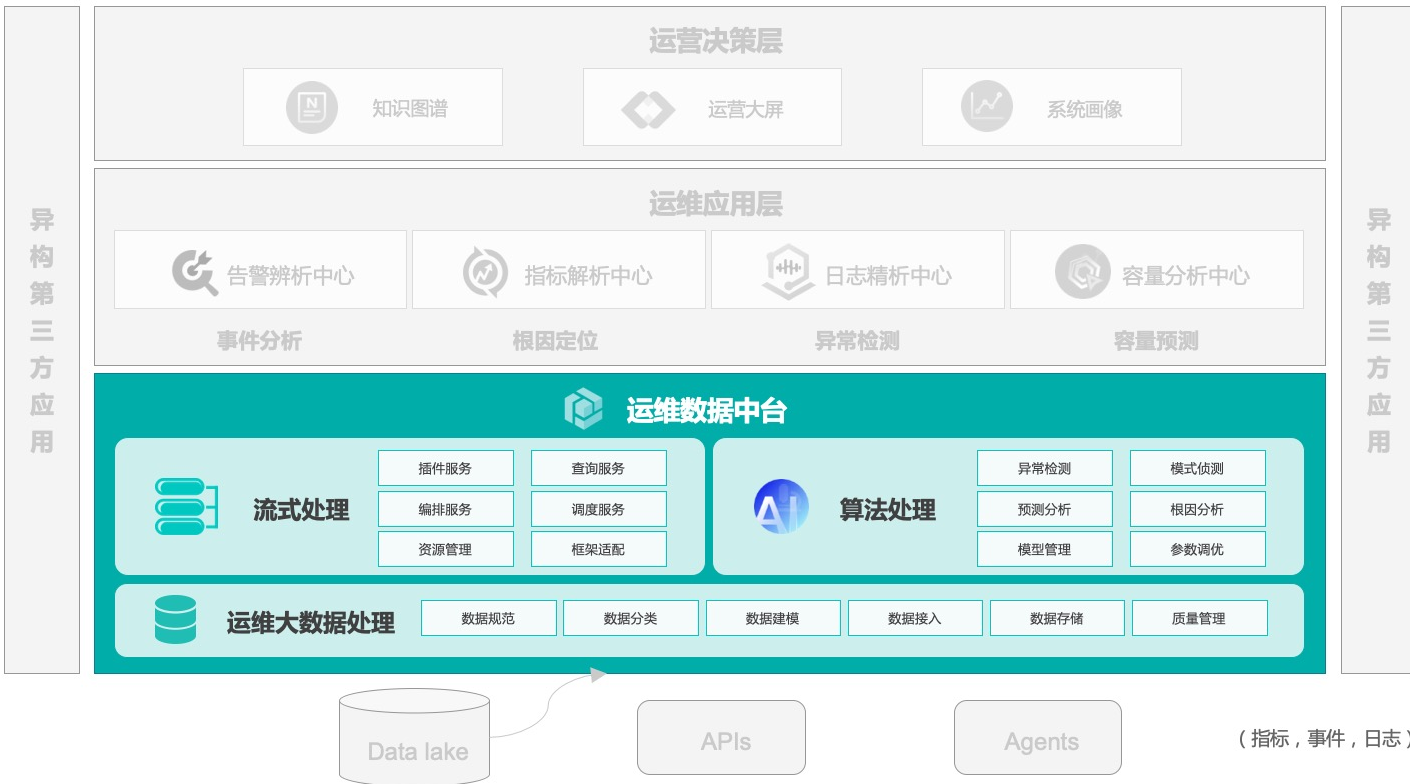 运营决策层
知识图谱
运营大屏
系统画像
异构第三方应用
运维应用层
告警辨析中心
指标解析中心
日志精析中心
容量分析中心
事件分析
根因定位
异常检测
容量预测
异构第三方应用
运维数据中台
流式处理
插件服务
查询服务
编排服务
调度服务
资源管理
框架适配
AI
算法处理
异常检测
模式侦测
预测分析
根因分析
模型管理
参数调优
运维大数据处理
数据规范
数据分类
数据建模
数据接入
数据存储
质量管理
Data lake
APIs
Agents
（指标，事件，日志）